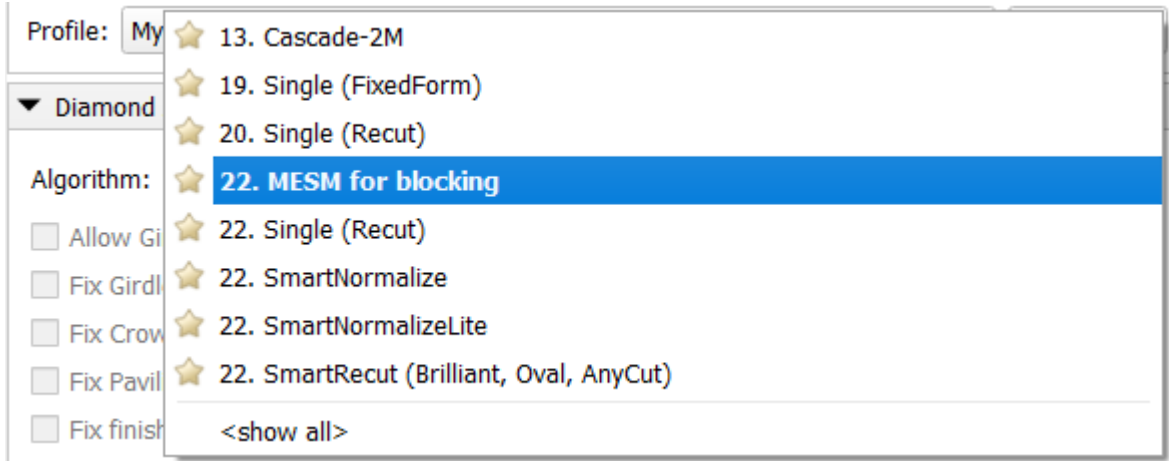 Profile: My
13. Cascade-2M
19. Single (FixedForm)
Diamond
20. Single (Recut)
Algorithm:
22. MESM for blocking
Allow Gi
22. Single (Recut)
Fix Girdl
22. SmartNormalize
Fix Crow
22. SmartNormalizeLite
Fix Pavil
22. SmartRecut (Brilliant, Oval, AnyCut)
Fix finish
<show all>